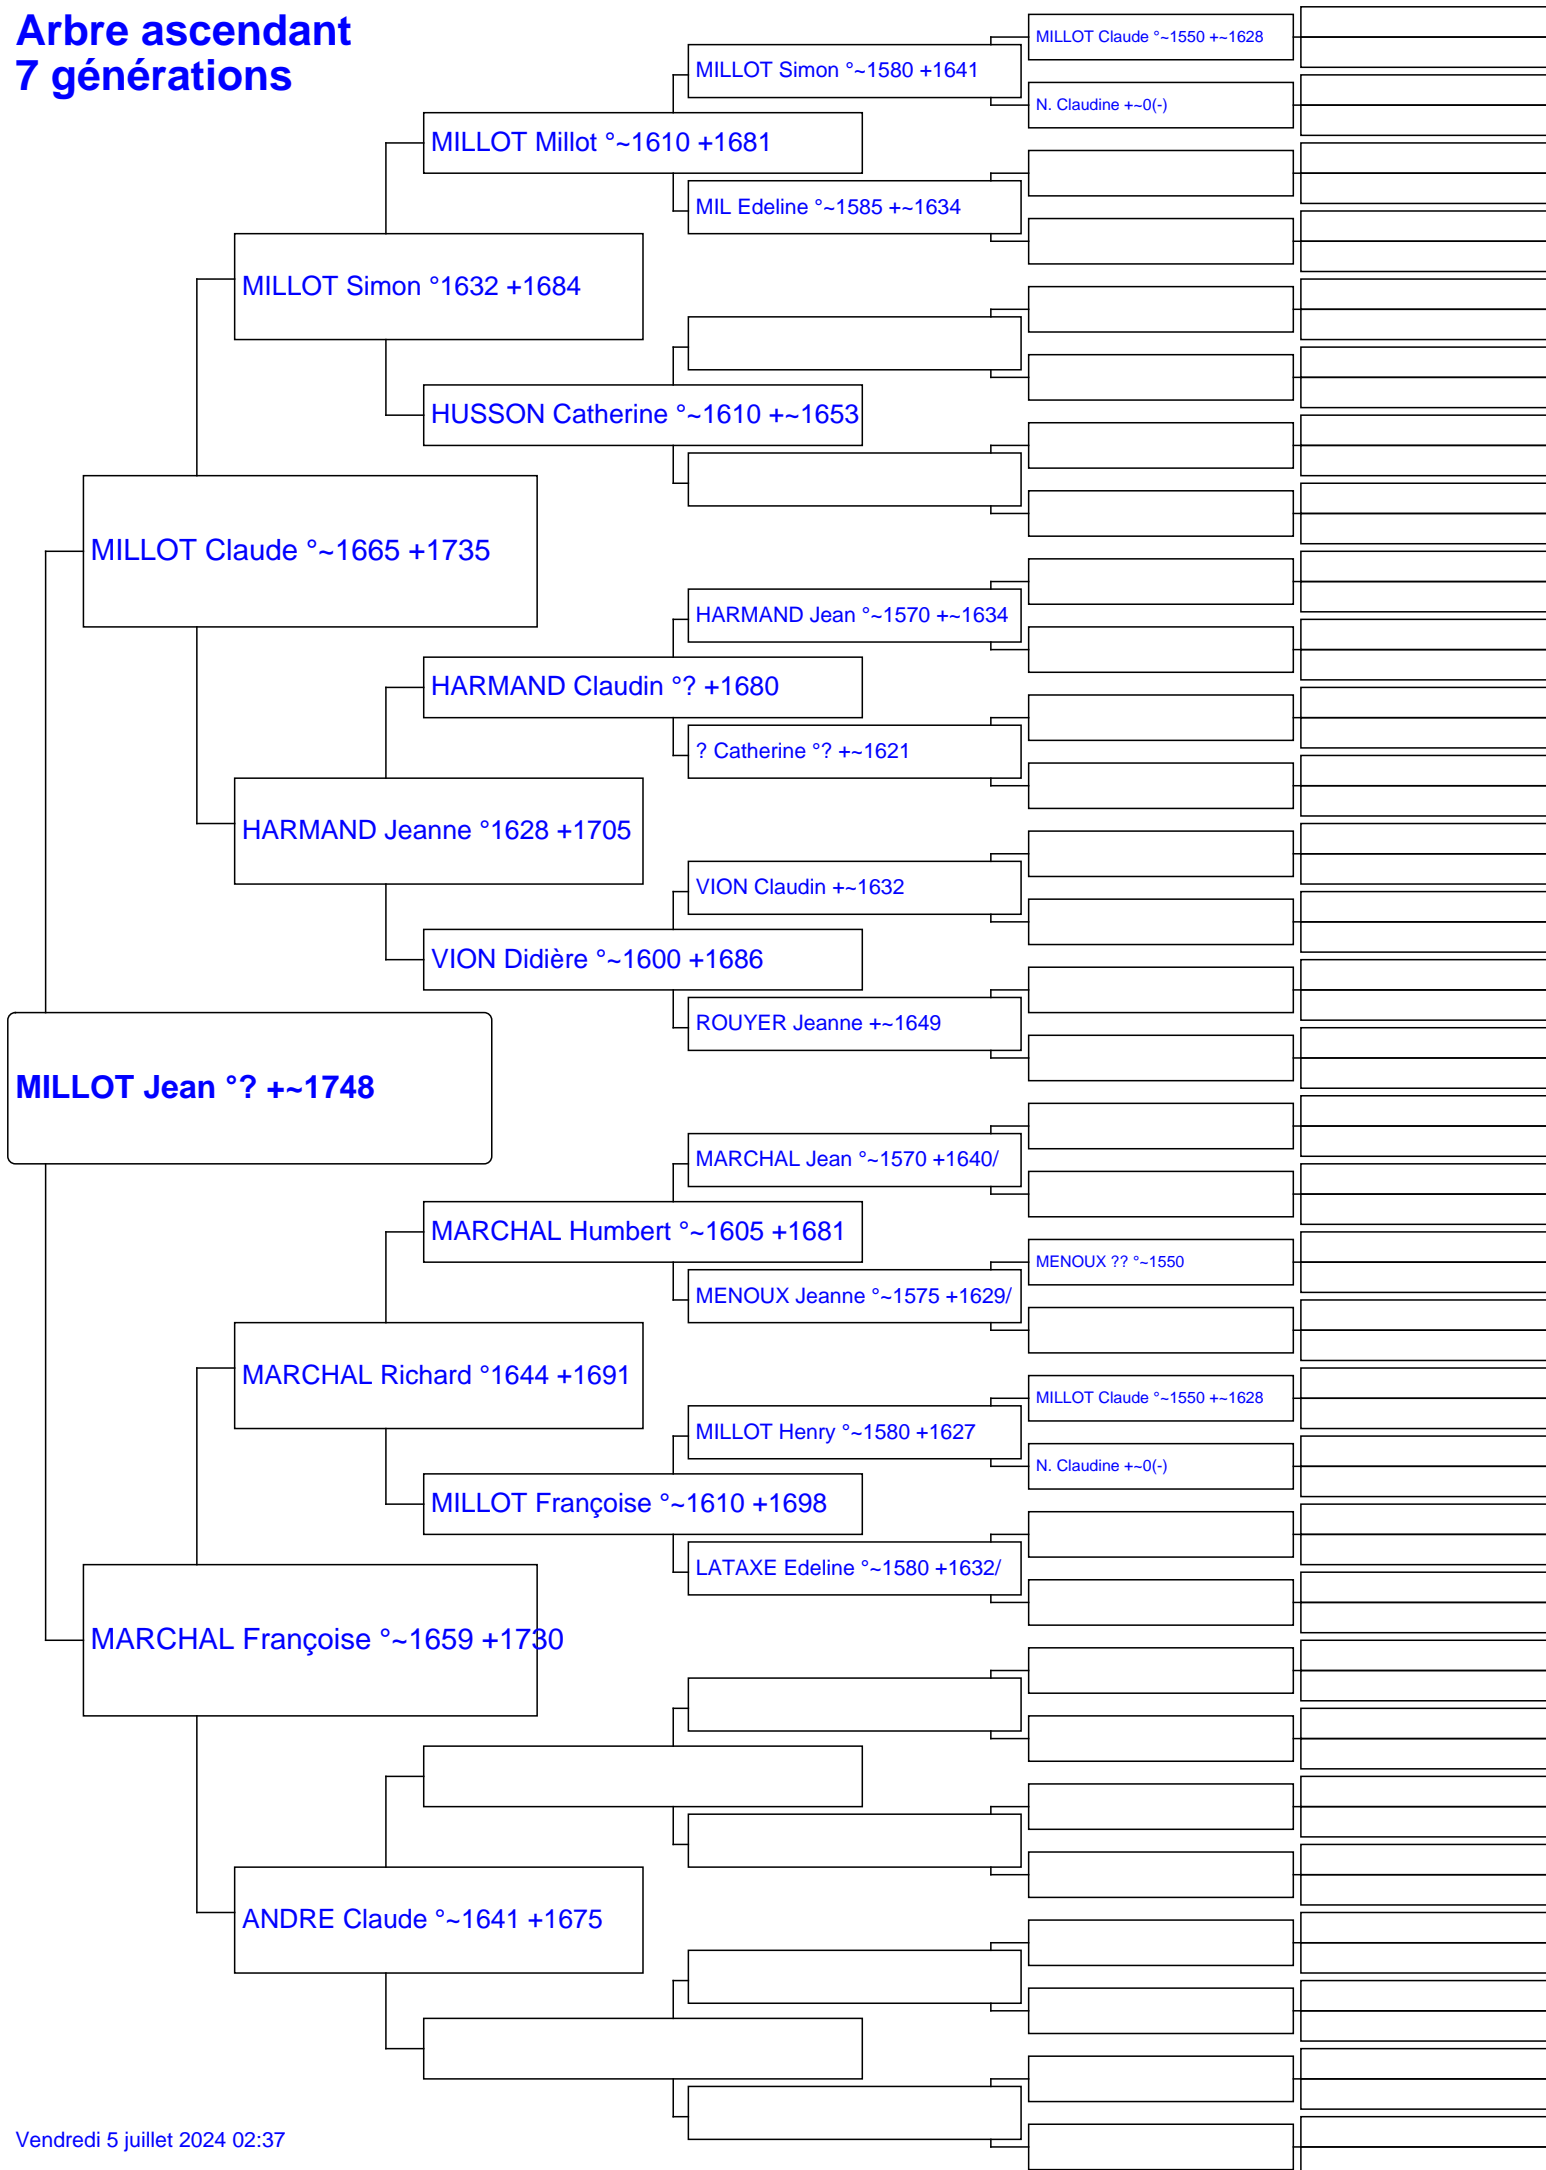 Arbre ascendant
7 générations
MILLOT Claude °~1550 +~1628
MILLOT Simon °~1580 +1641
N. Claudine +~0(-)
MILLOT Millot °~1610 +1681
MIL Edeline °~1585 +~1634
MILLOT Simon °1632 +1684
HUSSON Catherine °~1610 +~1653
MILLOT Claude °~1665 +1735
HARMAND Jean °~1570 +~1634
HARMAND Claudin °? +1680
? Catherine °? +~1621
HARMAND Jeanne °1628 +1705
VION Claudin +~1632
VION Didière °~1600 +1686
ROUYER Jeanne +~1649
MILLOT Jean °? +~1748
MARCHAL Jean °~1570 +1640/
MARCHAL Humbert °~1605 +1681
MENOUX ?? °~1550
MENOUX Jeanne °~1575 +1629/
MARCHAL Richard °1644 +1691
MILLOT Claude °~1550 +~1628
MILLOT Henry °~1580 +1627
N. Claudine +~0(-)
MILLOT Françoise °~1610 +1698
LATAXE Edeline °~1580 +1632/
MARCHAL Françoise °~1659 +1730
ANDRE Claude °~1641 +1675
Vendredi 5 juillet 2024 02:37